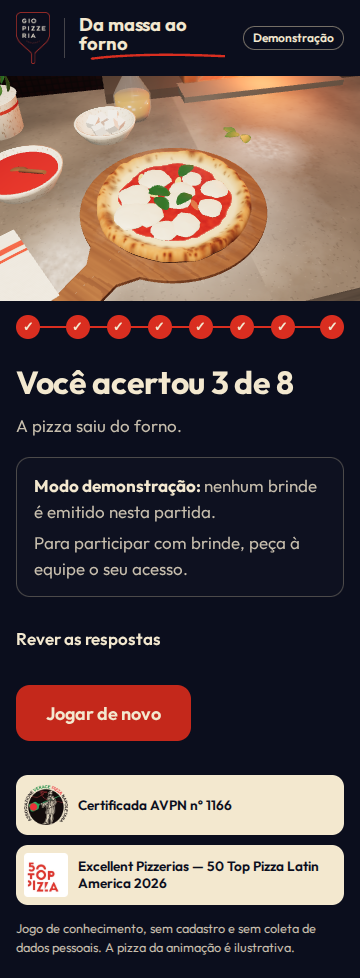 GIO
PIZZE
RIA
Da massa ao
forno
Demonstração
Você acertou 3 de 8
A pizza saiu do forno.
Modo demonstração: nenhum brinde
é emitido nesta partida.
Para participar com brinde, peça à
equipe o seu acesso.
Rever as respostas
Jogar de novo
Certificada AVPN nº 1166
50
TOP
PIZZA
Excellent Pizzerias — 50 Top Pizza Latin
America 2026
Jogo de conhecimento, sem cadastro e sem coleta de
dados pessoais. A pizza da animação é ilustrativa.